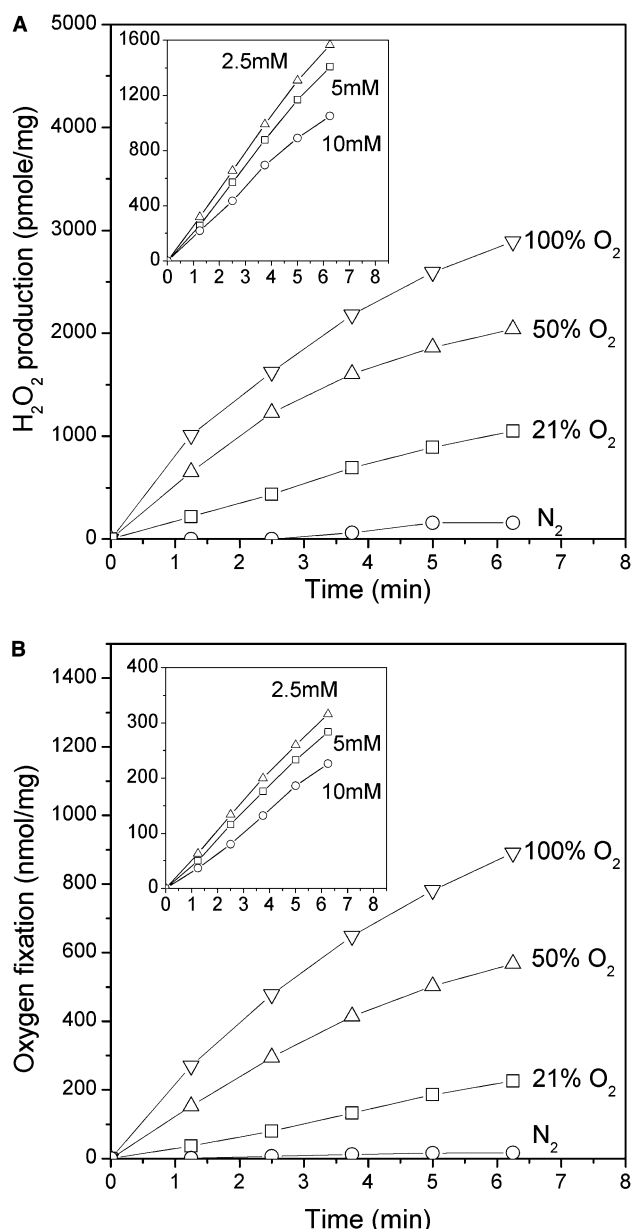 A
H₂O₂ production (pmole/mg)
5000
4000
3000
2000
1000
0
0 1 2 3 4 5 6 7 8
Time (min)
1600
1200
800
400
0
0 1 2 3 4 5 6 7 8
2.5mM
5mM
10mM
100% O₂
50% O₂
21% O₂
N₂
B
Oxygen fixation (nmol/mg)
1400
1200
1000
800
600
400
200
0
0 1 2 3 4 5 6 7 8
Time (min)
400
300
200
100
0
0 1 2 3 4 5 6 7 8
2.5mM
5mM
10mM
100% O₂
50% O₂
21% O₂
N₂